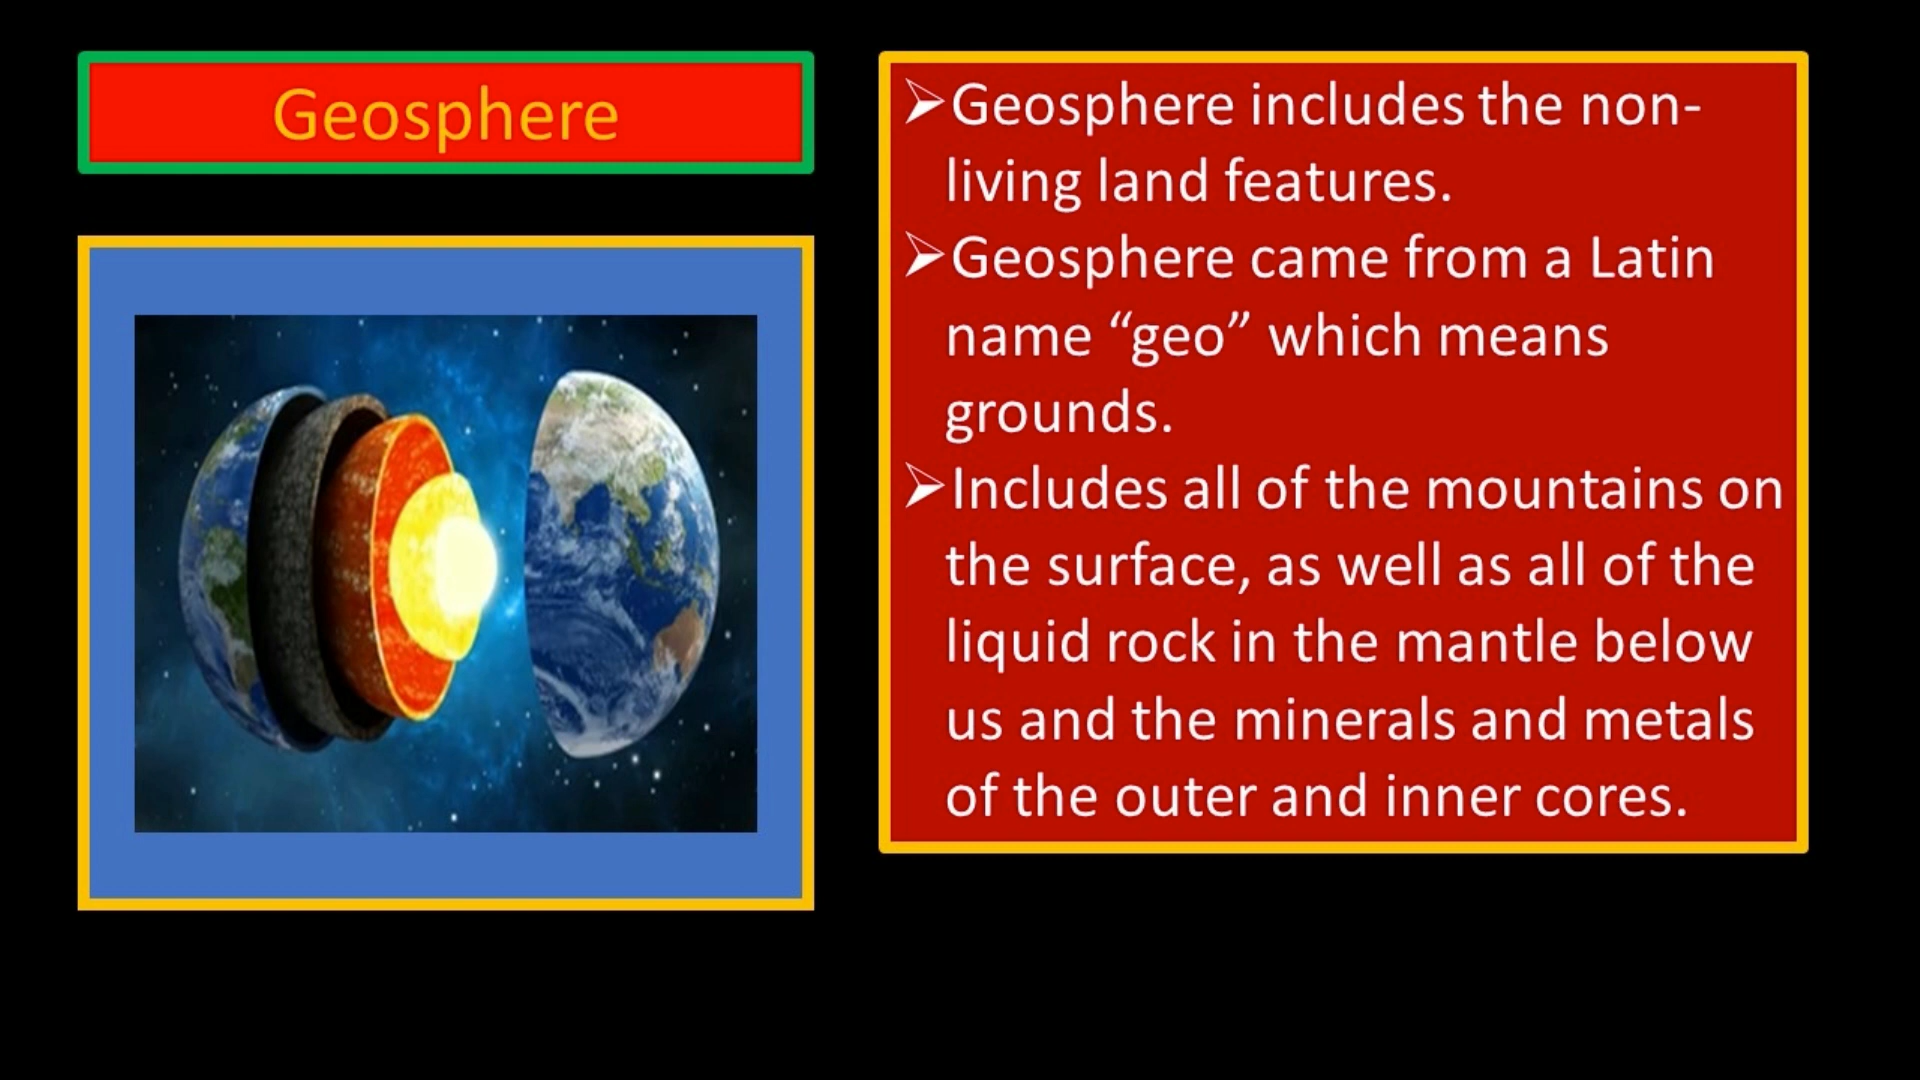 Geosphere
➢Geosphere includes the non-
living land features.
➢Geosphere came from a Latin
name “geo” which means
grounds.
➢Includes all of the mountains on
the surface, as well as all of the
liquid rock in the mantle below
us and the minerals and metals
of the outer and inner cores.